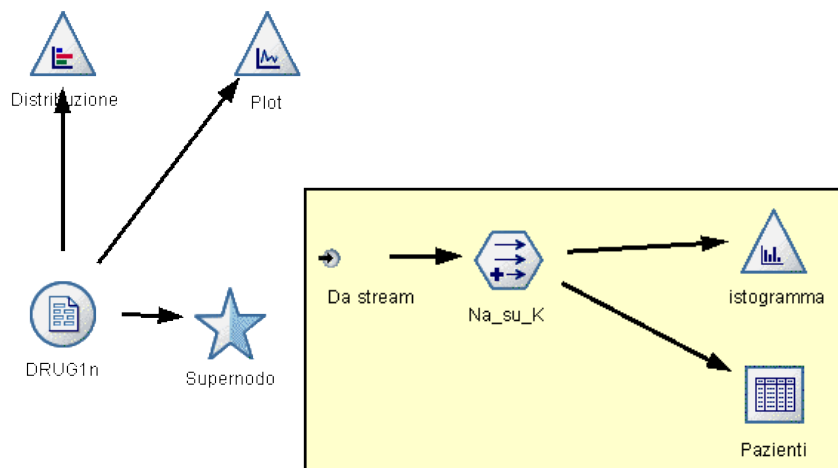 Distribuzione
Plot
Da stream
Na_su_K
istogramma
DRUG1n
Supernodo
Pazienti